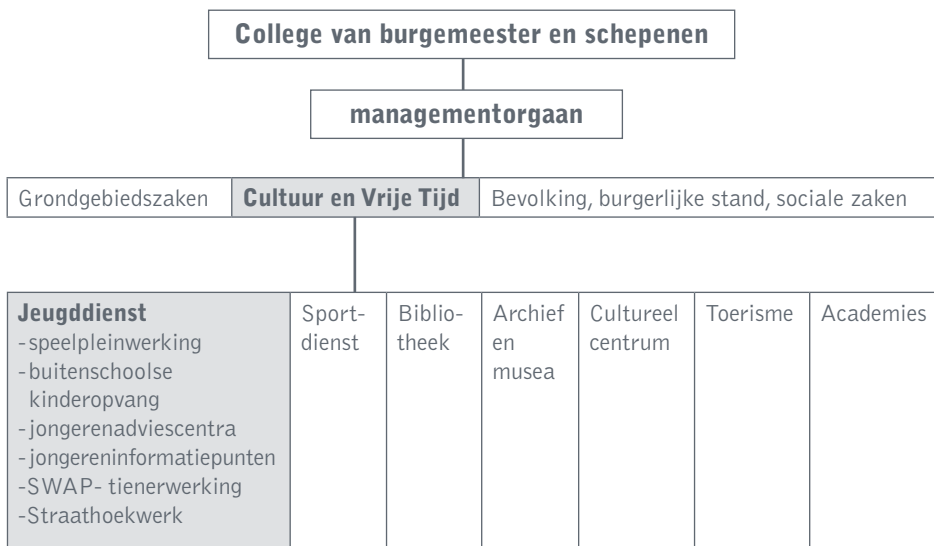 College van burgemeester en schepenen
managementorgaan
Grondgebiedszaken
Cultuur en Vrije Tijd
Bevolking, burgerlijke stand, sociale zaken
Jeugddienst
-speelpleinwerking
-buitenschoolse
kinderopvang
-jongerenadviescentra
-jongereninformatiepunten
-SWAP- tienerwerking
-Straathoekwerk
Sport-
dienst
Biblio-
theek
Archief
en
musea
Cultureel
centrum
Toerisme
Academies